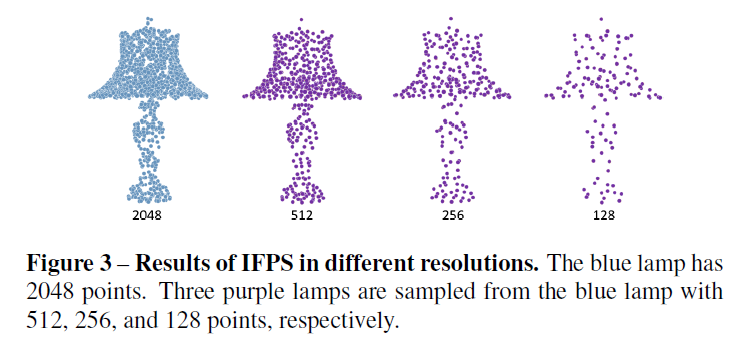 2048 512 256 128
Figure 3 – Results of IFPS in different resolutions. The blue lamp has
2048 points. Three purple lamps are sampled from the blue lamp with
512, 256, and 128 points, respectively.